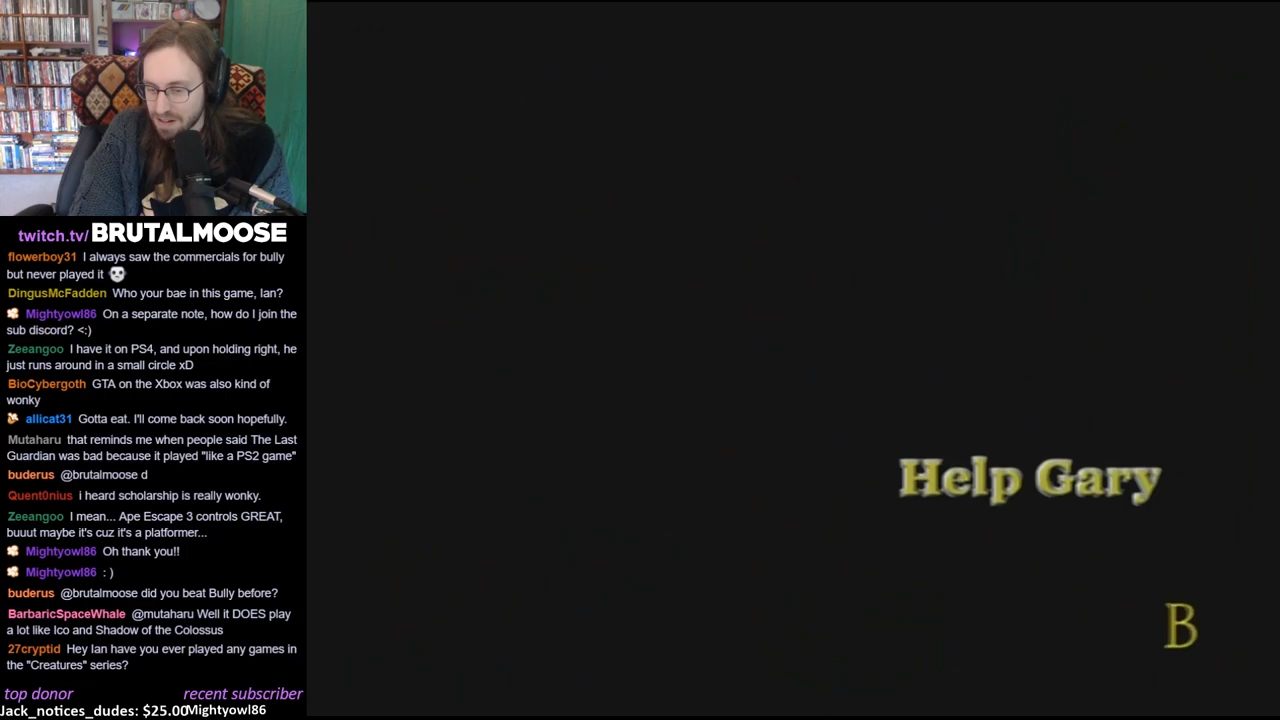 twitch.tv/BRUTALMOOSE
flowerboy31 I always saw the commercials for bully
but never played it
DingusMcFadden Who your bae in this game, Ian?
Mightyowl86 On a separate note, how do I join the
sub discord? <:)
Zeeangoo I have it on PS4, and upon holding right, he
just runs around in a small circle xD
BioCybergoth GTA on the Xbox was also kind of
wonky
allicat31 Gotta eat. I'll come back soon hopefully.
Mutaharu that reminds me when people said The Last
Guardian was bad because it played "like a PS2 game"
buderus @brutalmoose d
Quent0nius i heard scholarship is really wonky.
Zeeangoo I mean... Ape Escape 3 controls GREAT,
buuut maybe it's cuz it's a platformer...
Mightyowl86 Oh thank you!!
Mightyowl86 : )
buderus @brutalmoose did you beat Bully before?
BarbaricSpaceWhale @mutaharu Well it DOES play
a lot like Ico and Shadow of the Colossus
27cryptid Hey Ian have you ever played any games in
the "Creatures" series?
top donor recent subscriber
Jack_notices_dudes: $25.00 Mightyowl86
Help Gary
B